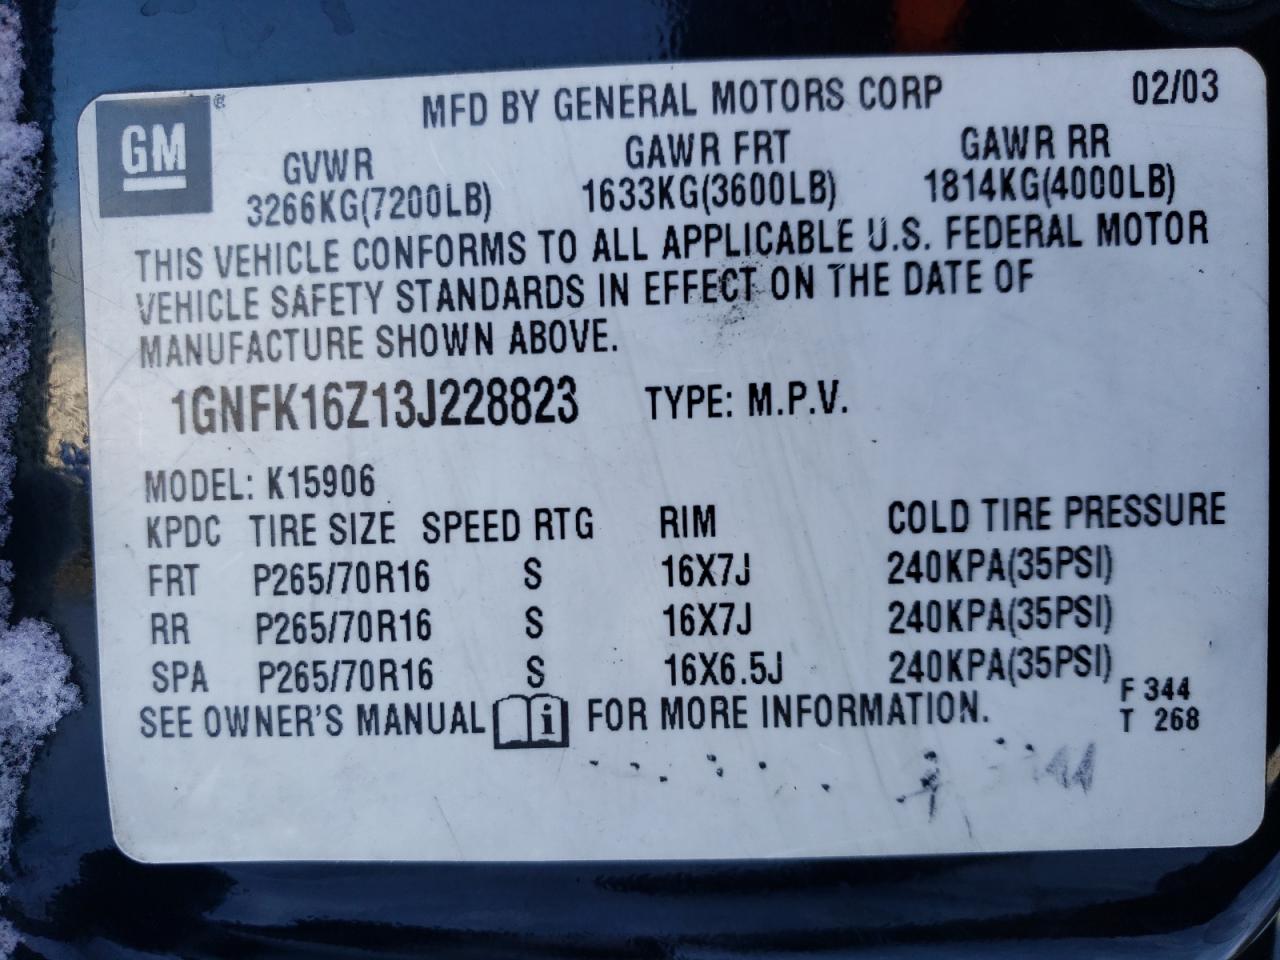 GM®
MFD BY GENERAL MOTORS CORP 02/03
GVWR GAWR FRT GAWR RR
3266KG(7200LB) 1633KG(3600LB) 1814KG(4000LB)
THIS VEHICLE CONFORMS TO ALL APPLICABLE U.S. FEDERAL MOTOR
VEHICLE SAFETY STANDARDS IN EFFECT ON THE DATE OF
MANUFACTURE SHOWN ABOVE.
1GNFK16Z13J228823 TYPE: M.P.V.
MODEL: K15906
KPDC TIRE SIZE SPEED RTG RIM COLD TIRE PRESSURE
FRT P265/70R16 S 16X7J 240KPA(35PSI)
RR P265/70R16 S 16X7J 240KPA(35PSI)
SPA P265/70R16 S 16X6.5J 240KPA(35PSI)
SEE OWNER'S MANUAL i FOR MORE INFORMATION.
F 344
T 268